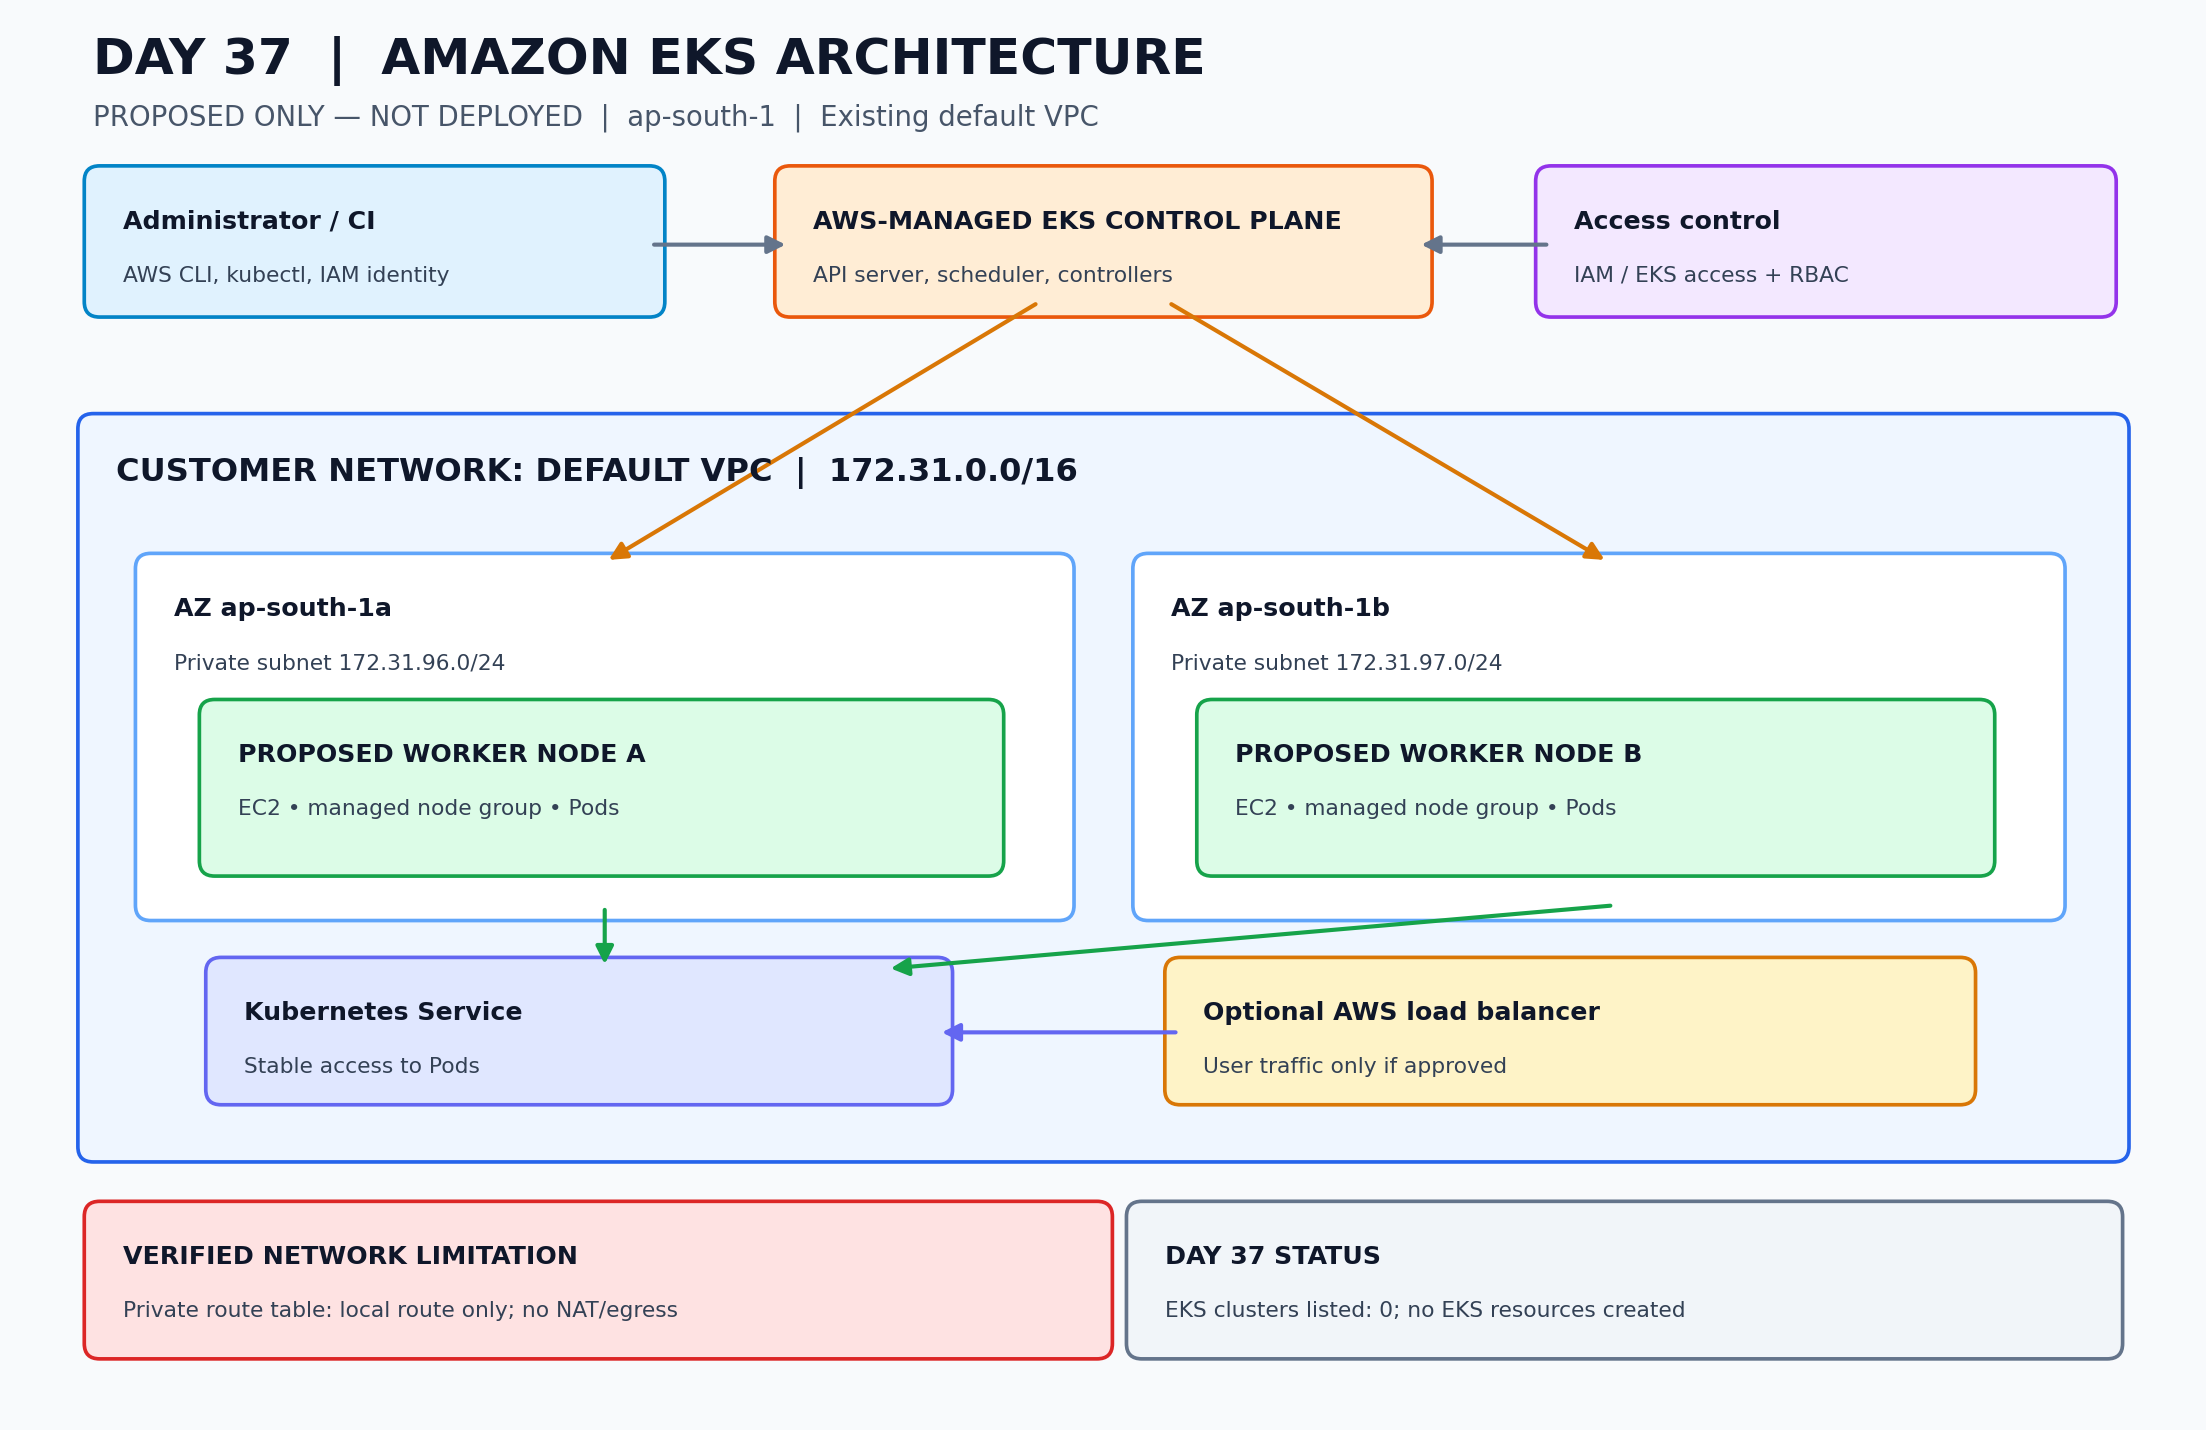 DAY 37 | AMAZON EKS ARCHITECTURE
PROPOSED ONLY — NOT DEPLOYED | ap-south-1 | Existing default VPC
Administrator / CI
AWS CLI, kubectl, IAM identity
AWS-MANAGED EKS CONTROL PLANE
API server, scheduler, controllers
Access control
IAM / EKS access + RBAC
CUSTOMER NETWORK: DEFAULT VPC | 172.31.0.0/16
AZ ap-south-1a
Private subnet 172.31.96.0/24
PROPOSED WORKER NODE A
EC2 • managed node group • Pods
AZ ap-south-1b
Private subnet 172.31.97.0/24
PROPOSED WORKER NODE B
EC2 • managed node group • Pods
Kubernetes Service
Stable access to Pods
Optional AWS load balancer
User traffic only if approved
VERIFIED NETWORK LIMITATION
Private route table: local route only; no NAT/egress
DAY 37 STATUS
EKS clusters listed: 0; no EKS resources created